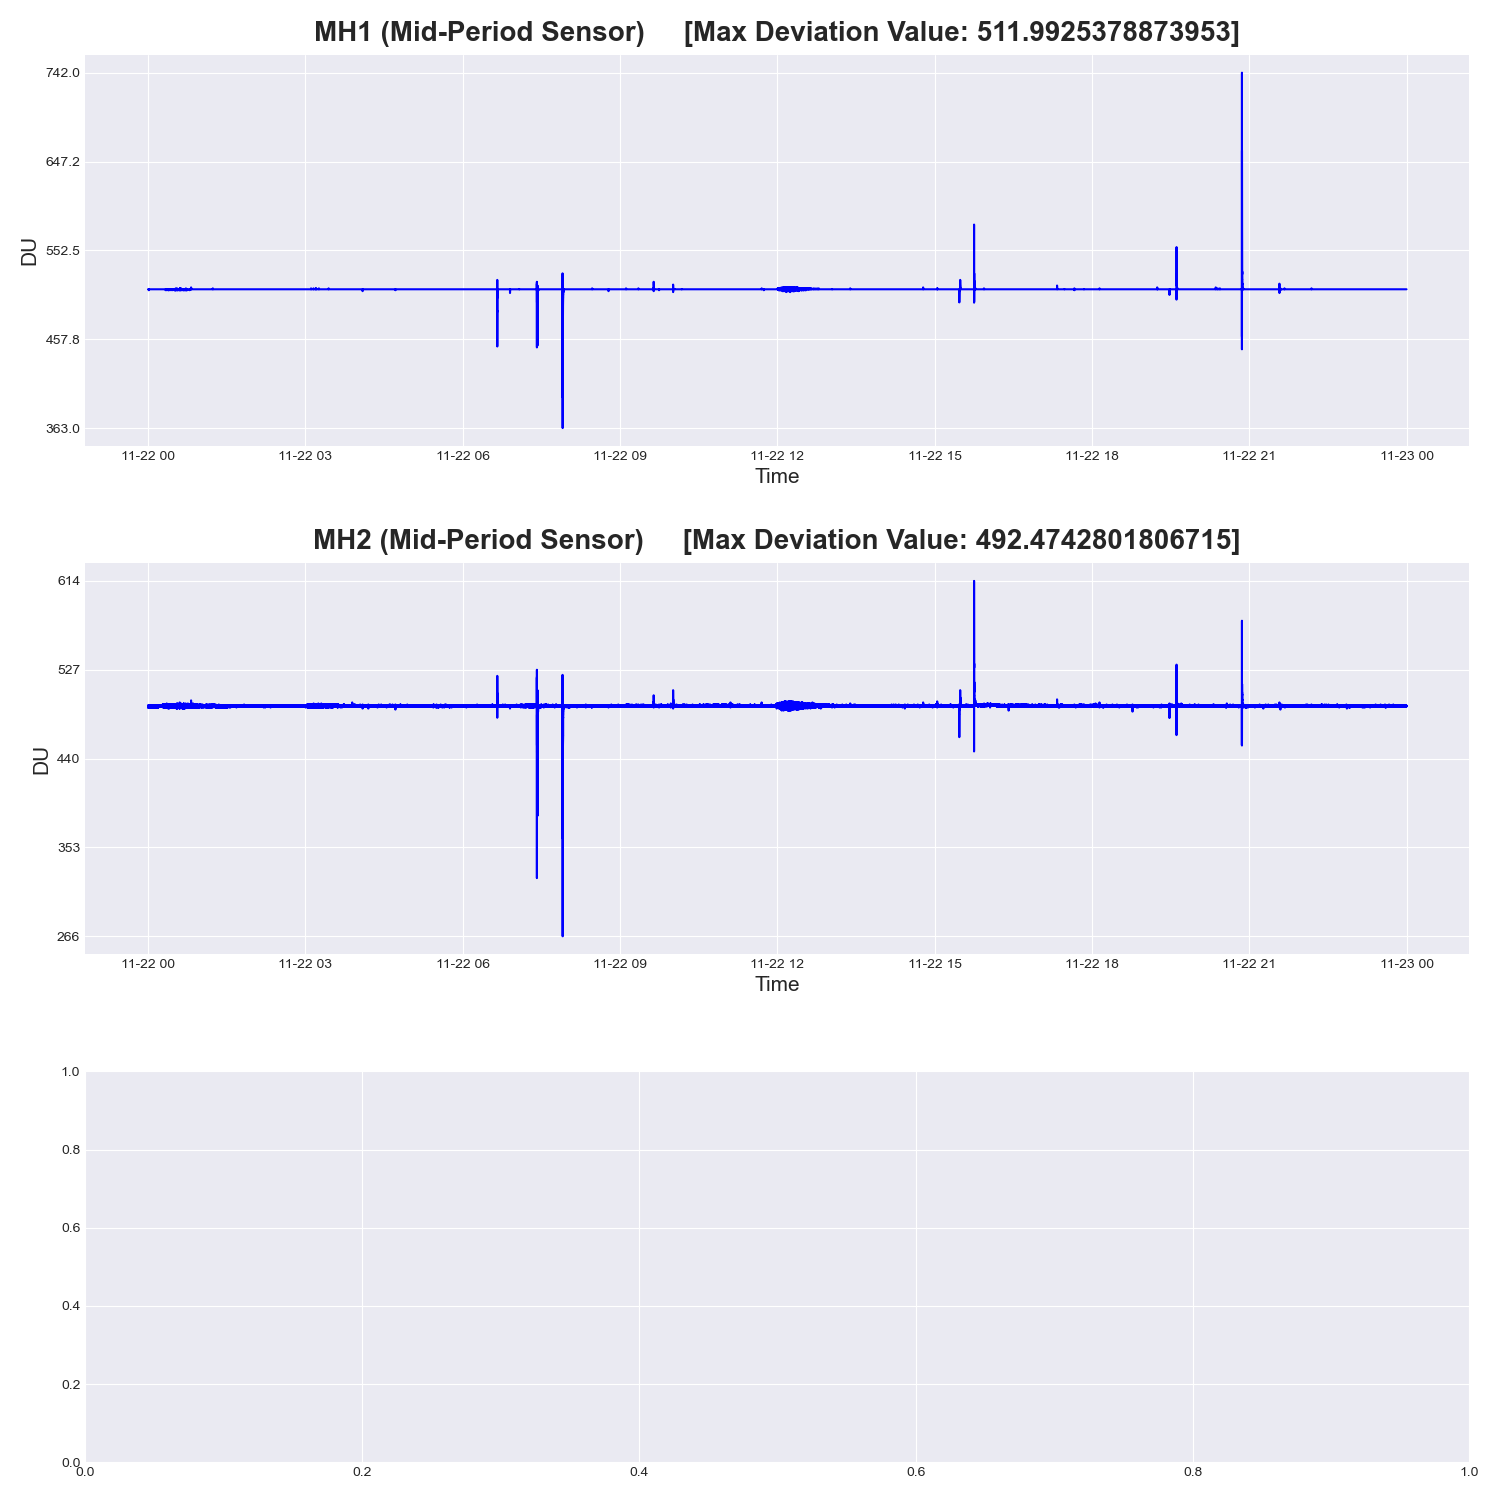 MH1 (Mid-Period Sensor) [Max Deviation Value: 511.9925378873953]
742.0
647.2
552.5
457.8
363.0
DU
11-22 00 11-22 03 11-22 06 11-22 09 11-22 12 11-22 15 11-22 18 11-22 21 11-23 00
Time
MH2 (Mid-Period Sensor) [Max Deviation Value: 492.4742801806715]
614
527
440
353
266
DU
11-22 00 11-22 03 11-22 06 11-22 09 11-22 12 11-22 15 11-22 18 11-22 21 11-23 00
Time
1.0
0.8
0.6
0.4
0.2
0.0
0.0 0.2 0.4 0.6 0.8 1.0